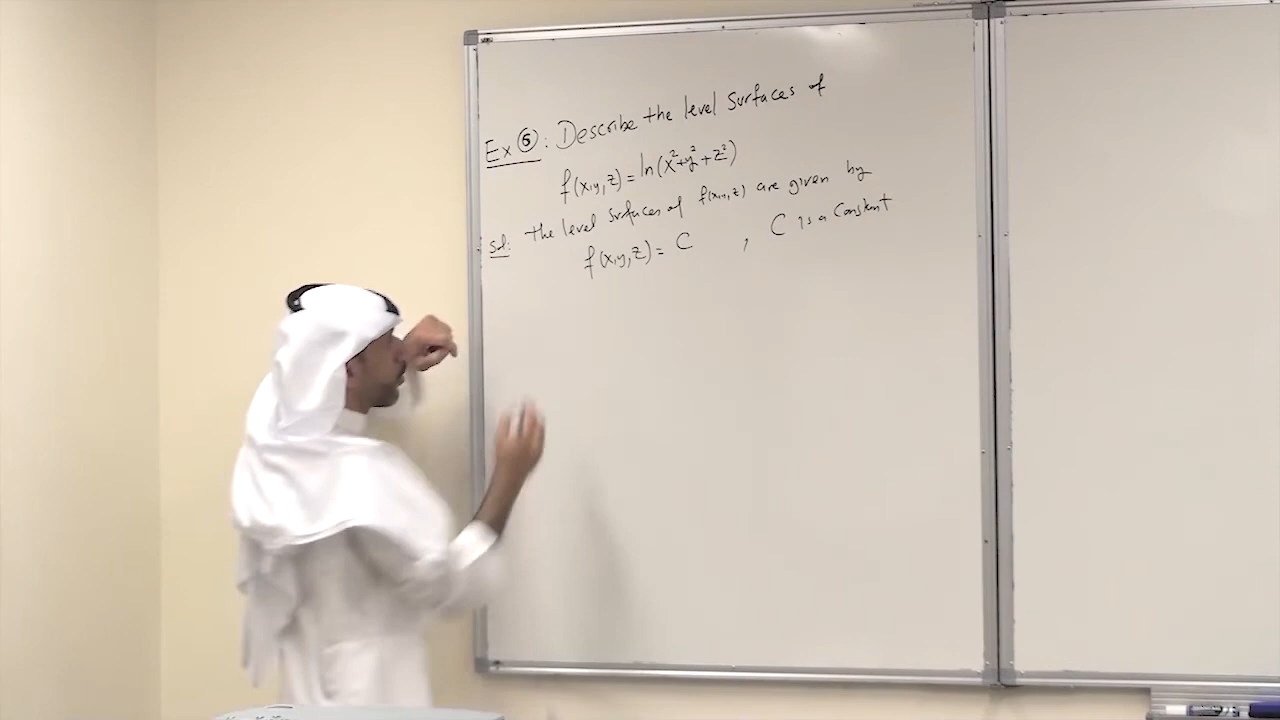 Ex ⑤: Describe the level surfaces of
f(x,y,z) = ln(x²+y²+z²)
Sol: the level surfaces of f(x,y,z) are given by
f(x,y,z) = C , C is a constant